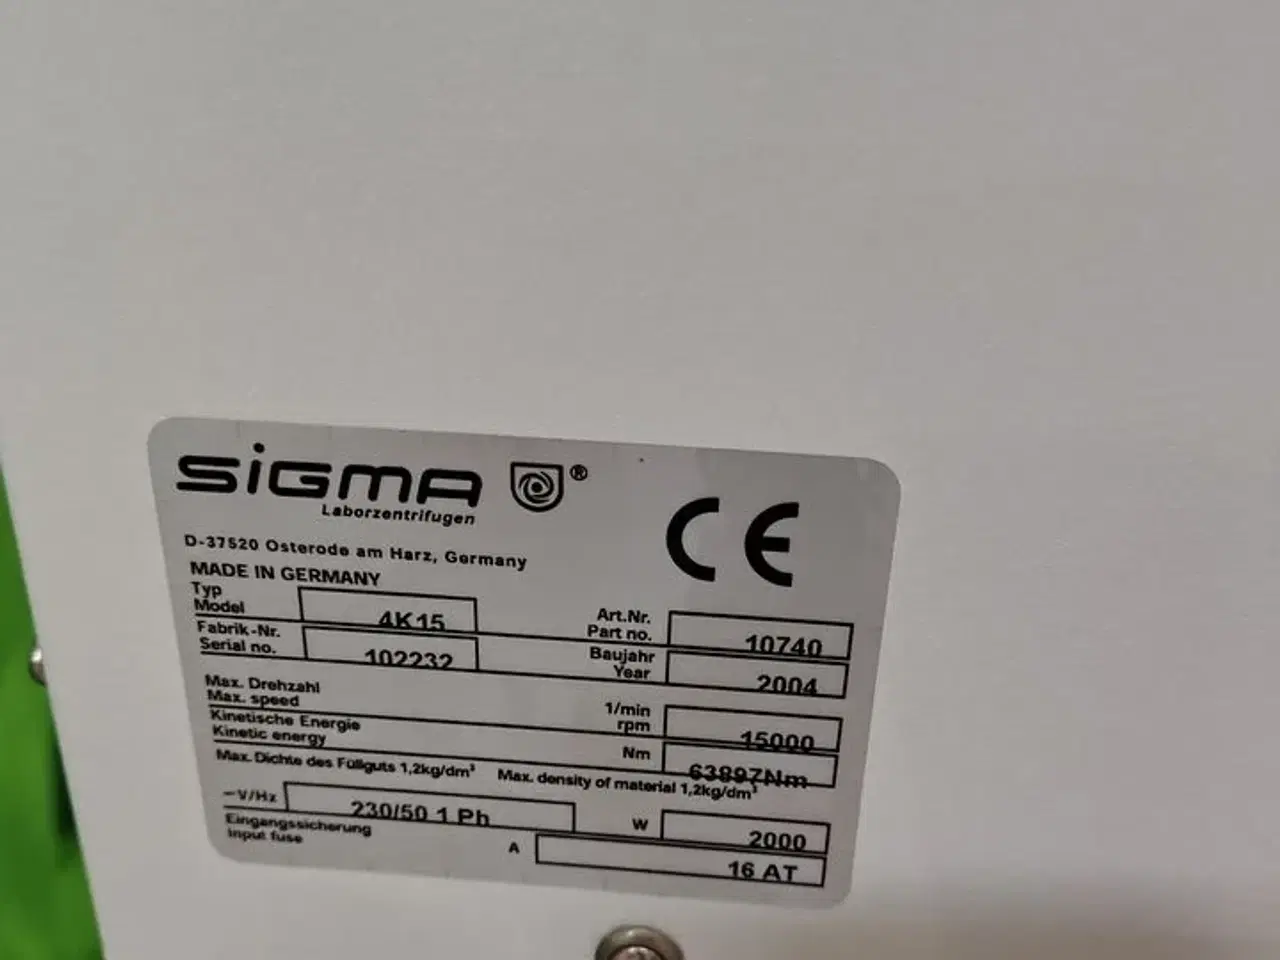 SIGMA ®
Laborzentrifugen
CE
D-37520 Osterode am Harz, Germany
MADE IN GERMANY
Typ
Model 4K15
Art.Nr.
Part no. 10740
Fabrik-Nr.
Serial no. 102232
Baujahr
Year 2004
Max. Drehzahl
Max. speed
1/min
rpm 15000
Kinetische Energie
Kinetic energy
Nm 63897Nm
Max. Dichte des Füllguts 1,2kg/dm³ Max. density of material 1,2kg/dm³
~V/Hz 230/50 1 Ph W 2000
Eingangssicherung
input fuse A 16 AT